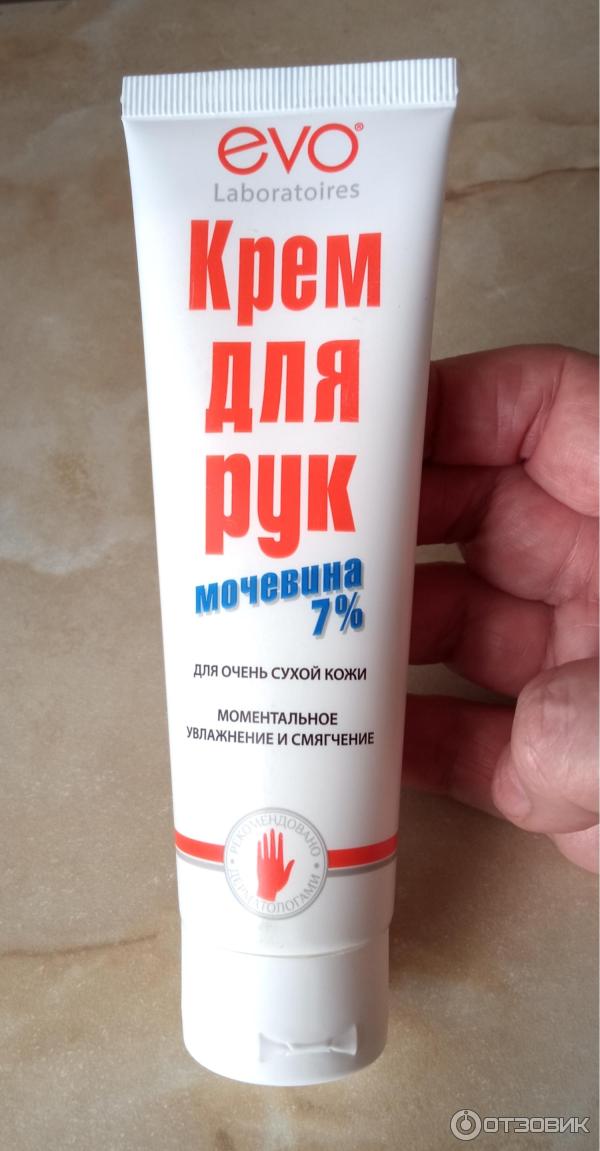 evo®
Laboratoires
Крем
для
рук
мочевина
7%
ДЛЯ ОЧЕНЬ СУХОЙ КОЖИ
МОМЕНТАЛЬНОЕ
УВЛАЖНЕНИЕ И СМЯГЧЕНИЕ
• РЕКОМЕНДОВАНО •
ДЕРМАТОЛОГАМИ
ОТЗОВИК